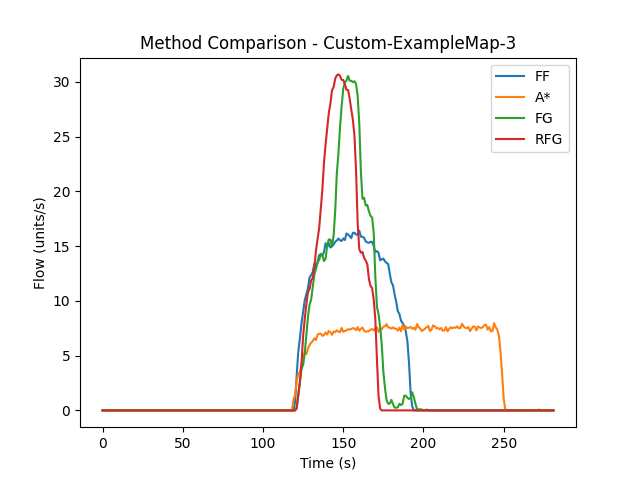 Method Comparison - Custom-ExampleMap-3
Flow (units/s)
30
25
20
15
10
5
0
0 50 100 150 200 250
Time (s)
FF
A*
FG
RFG